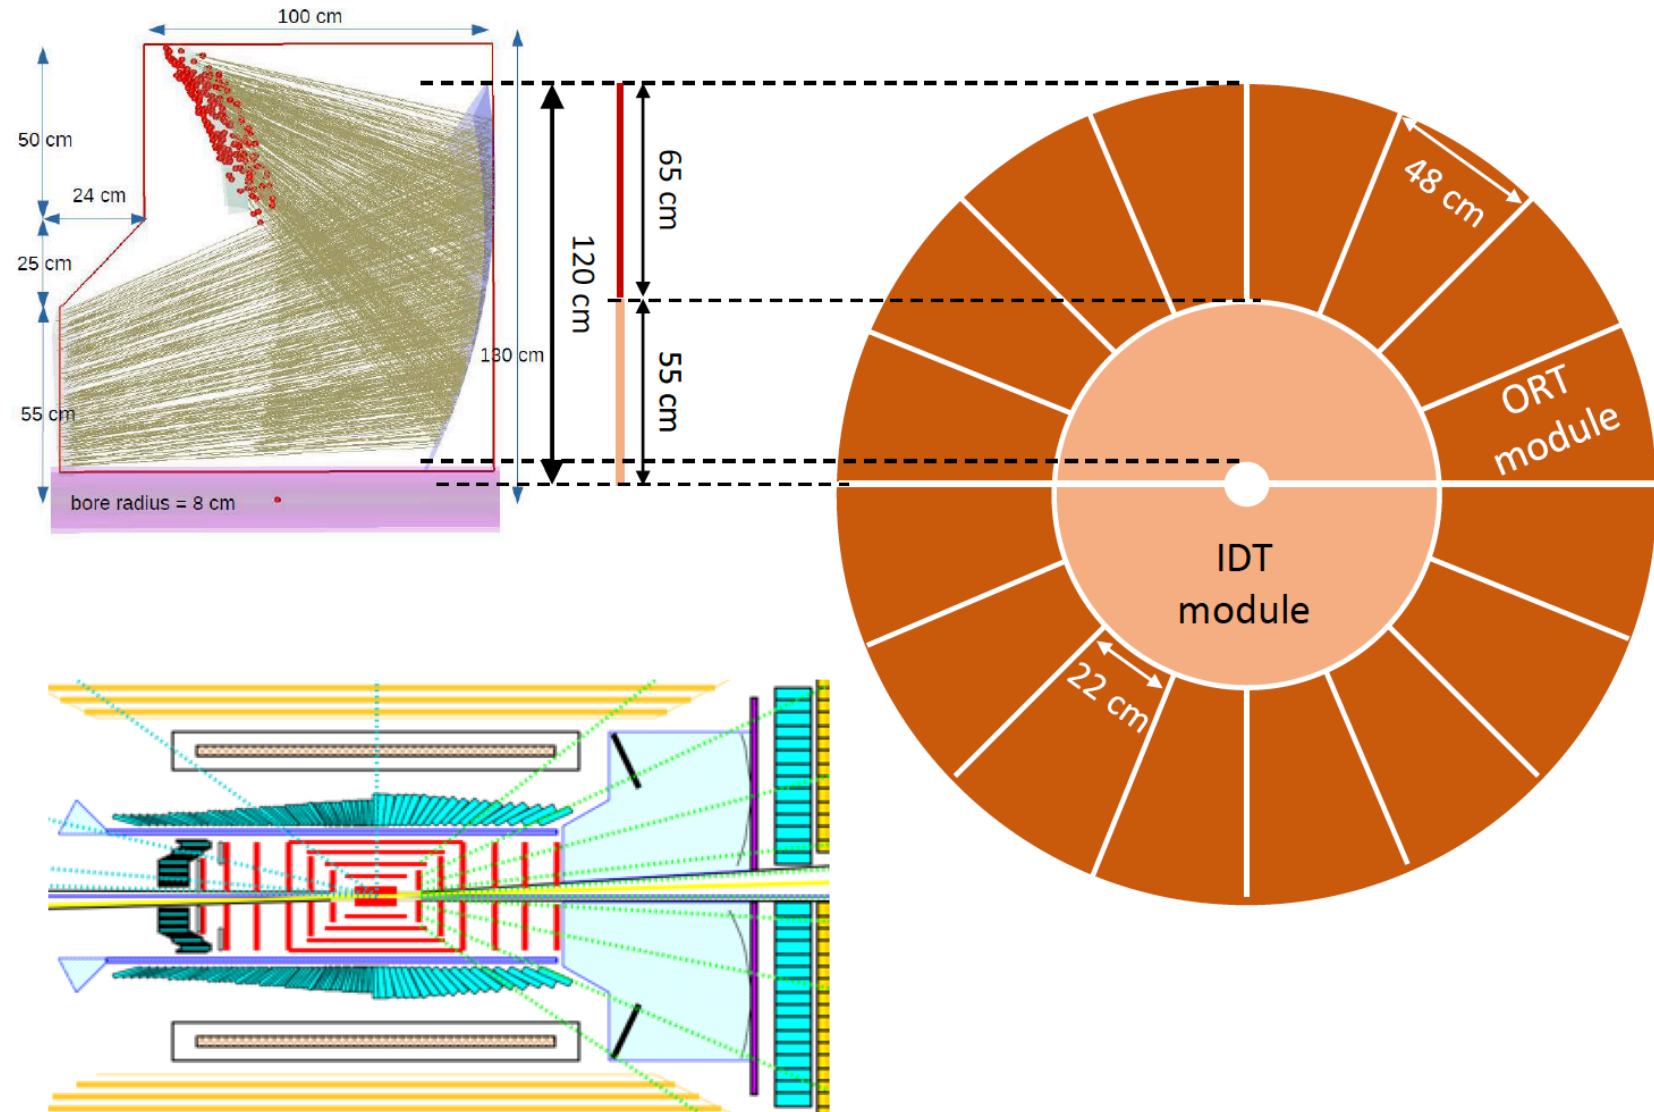 100 cm
50 cm
24 cm
25 cm
55 cm
130 cm
bore radius = 8 cm
120 cm
65 cm
55 cm
48 cm
ORT
module
IDT
module
22 cm